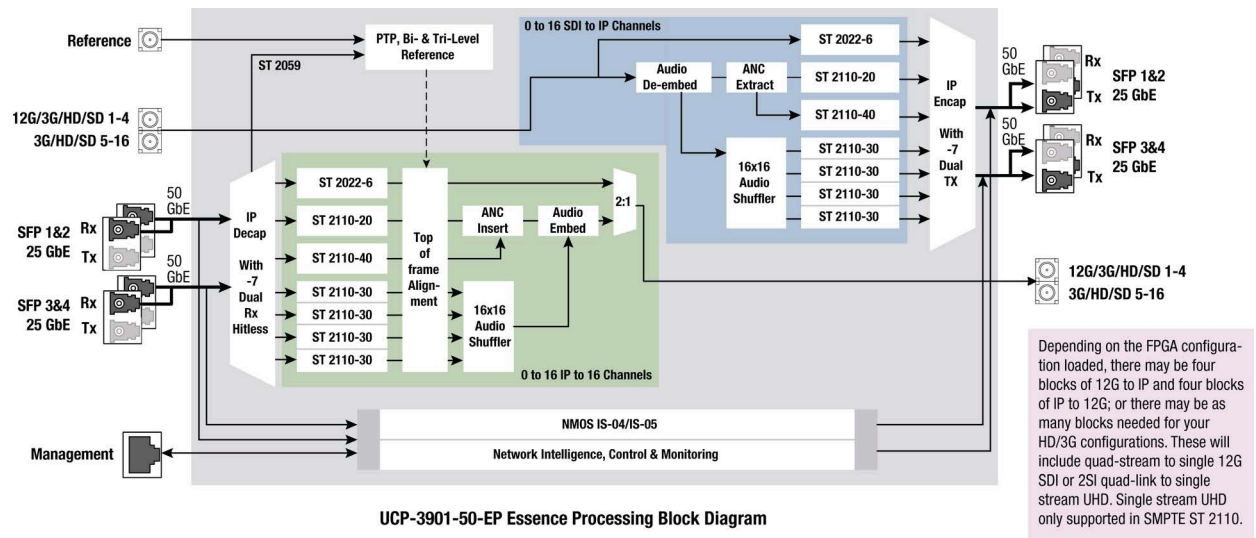 Reference
PTP, Bi- & Tri-Level
Reference
ST 2059
12G/3G/HD/SD 1-4
3G/HD/SD 5-16
0 to 16 SDI to IP Channels
ST 2022-6
Audio
De-embed
ANC
Extract
ST 2110-20
ST 2110-40
16x16
Audio
Shuffler
ST 2110-30
ST 2110-30
ST 2110-30
ST 2110-30
IP
Encap
With
-7
Dual
TX
50
GbE
Rx
Tx
SFP 1&2
25 GbE
50
GbE
Rx
Tx
SFP 3&4
25 GbE
50
GbE
SFP 1&2
25 GbE
Rx
Tx
50
GbE
SFP 3&4
25 GbE
Rx
Tx
IP
Decap
With
-7
Dual
Rx
Hitless
ST 2022-6
ST 2110-20
ST 2110-40
ST 2110-30
ST 2110-30
ST 2110-30
ST 2110-30
Top
of
frame
Align-
ment
ANC
Insert
Audio
Embed
2:1
16x16
Audio
Shuffler
0 to 16 IP to 16 Channels
12G/3G/HD/SD 1-4
3G/HD/SD 5-16
Management
NMOS IS-04/IS-05
Network Intelligence, Control & Monitoring
Depending on the FPGA configura-
tion loaded, there may be four
blocks of 12G to IP and four blocks
of IP to 12G; or there may be as
many blocks needed for your
HD/3G configurations. These will
include quad-stream to single 12G
SDI or 2SI quad-link to single
stream UHD. Single stream UHD
only supported in SMPTE ST 2110.
UCP-3901-50-EP Essence Processing Block Diagram